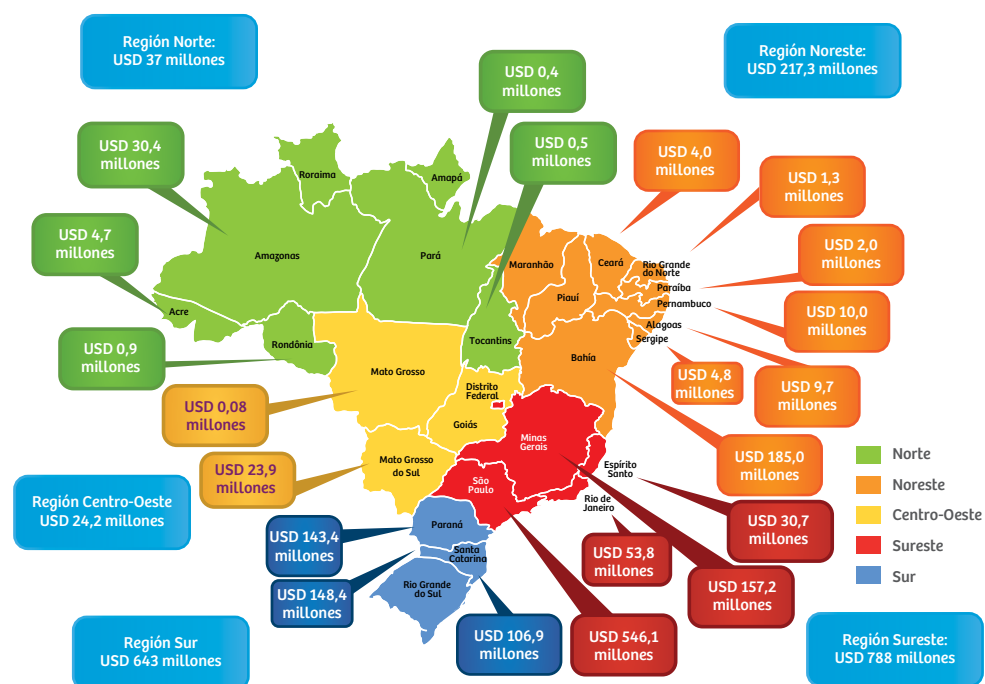 Región Norte:
USD 37 millones
Región Noreste:
USD 217,3 millones
USD 0,4
millones
USD 0,5
millones
USD 30,4
millones
USD 4,0
millones
USD 1,3
millones
USD 4,7
millones
USD 2,0
millones
USD 10,0
millones
USD 0,9
millones
USD 4,8
millones
USD 9,7
millones
USD 0,08
millones
USD 185,0
millones
USD 23,9
millones
Región Centro-Oeste
USD 24,2 millones
USD 143,4
millones
USD 148,4
millones
USD 106,9
millones
USD 546,1
millones
USD 53,8
millones
USD 157,2
millones
USD 30,7
millones
Región Sur
USD 643 millones
Región Sureste:
USD 788 millones
Roraima
Amapá
Amazonas
Pará
Acre
Rondônia
Tocantins
Maranhão
Piauí
Ceará
Rio Grande
do Norte
Paraíba
Pernambuco
Alagoas
Sergipe
Bahía
Mato Grosso
Distrito
Federal
Goiás
Mato Grosso
do Sul
Minas
Gerais
Espírito
Santo
São
Paulo
Rio de
Janeiro
Paraná
Santa
Catarina
Rio Grande
do Sul
Norte
Noreste
Centro-Oeste
Sureste
Sur